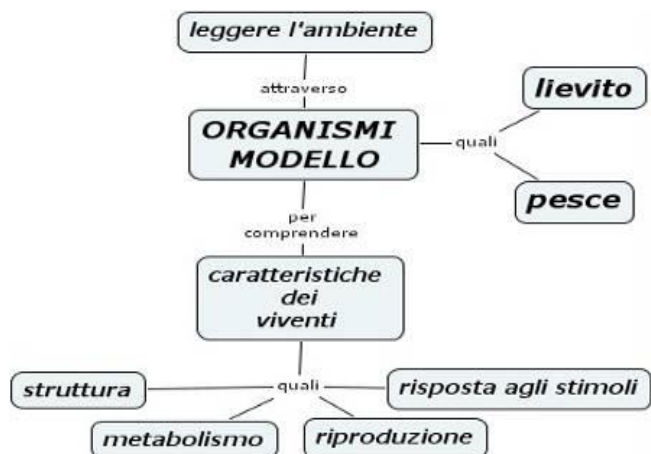 leggere l'ambiente
attraverso
ORGANISMI
MODELLO
quali
lievito
pesce
per
comprendere
caratteristiche
dei
viventi
quali
struttura
metabolismo
riproduzione
risposta agli stimoli